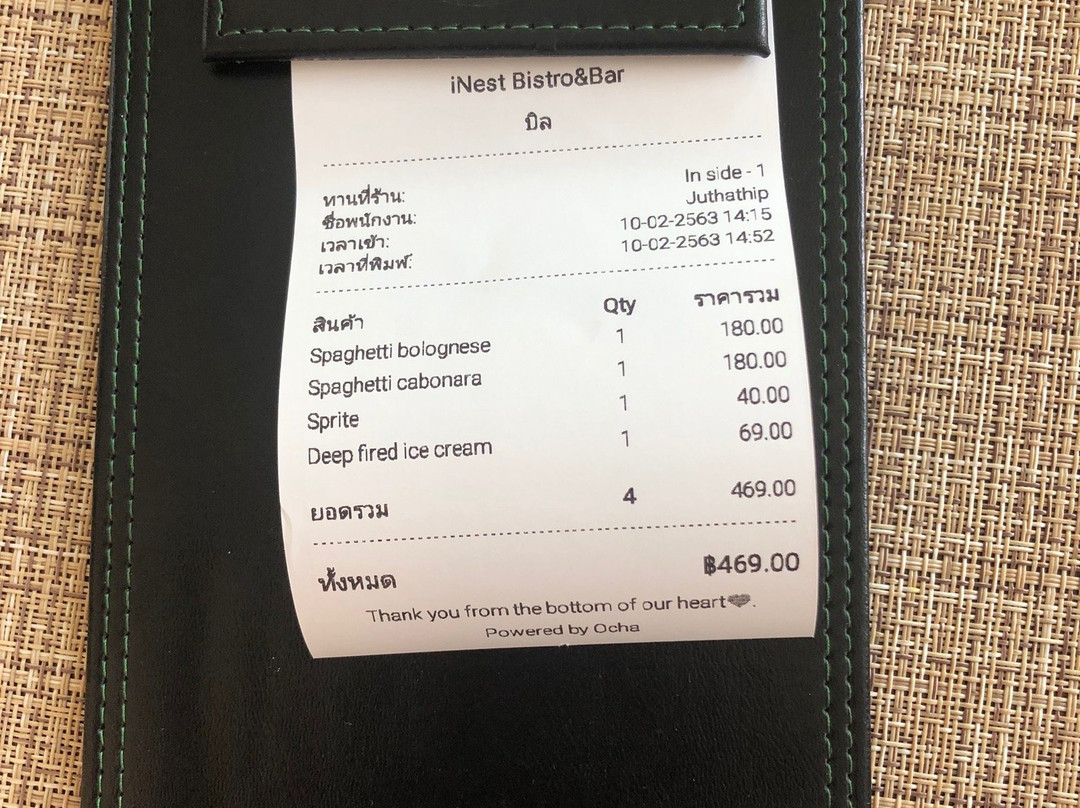 iNest Bistro&Bar
บิล
ทานที่ร้าน: In side - 1
ชื่อพนักงาน: Juthathip
เวลาเข้า: 10-02-2563 14:15
เวลาที่พิมพ์: 10-02-2563 14:52
สินค้า Qty ราคารวม
Spaghetti bolognese 1 180.00
Spaghetti cabonara 1 180.00
Sprite 1 40.00
Deep fired ice cream 1 69.00
ยอดรวม 4 469.00
ทั้งหมด ฿469.00
Thank you from the bottom of our heart❤.
Powered by Ocha